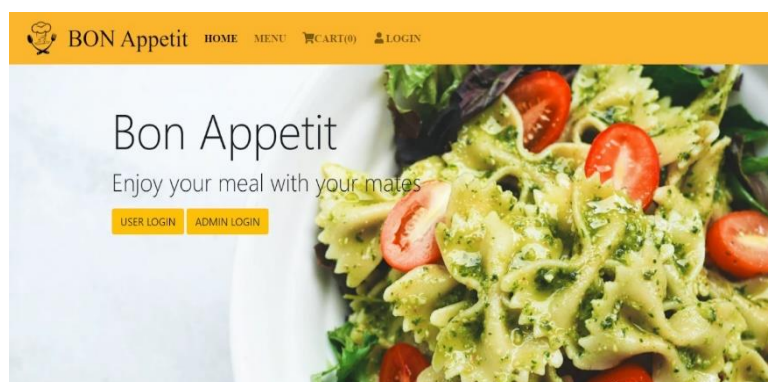 BON Appetit HOME MENU CART(0) LOGIN
Bon Appetit
Enjoy your meal with your mates
USER LOGIN ADMIN LOGIN